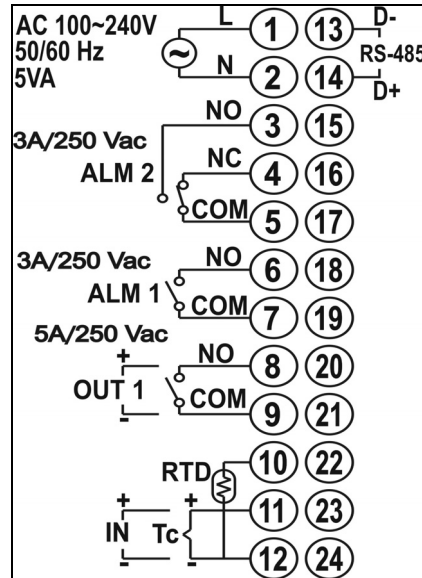 AC 100~240V L 1 13 D-
50/60 Hz RS-485
5VA N 2 14 D+
NO 3 15
3A/250 Vac
ALM 2 NC 4 16
COM 5 17
3A/250 Vac NO 6 18
ALM 1
COM 7 19
5A/250 Vac
+ NO 8 20
OUT 1 COM
- 9 21
RTD 10 22
+ + 11 23
IN Tc
- - 12 24